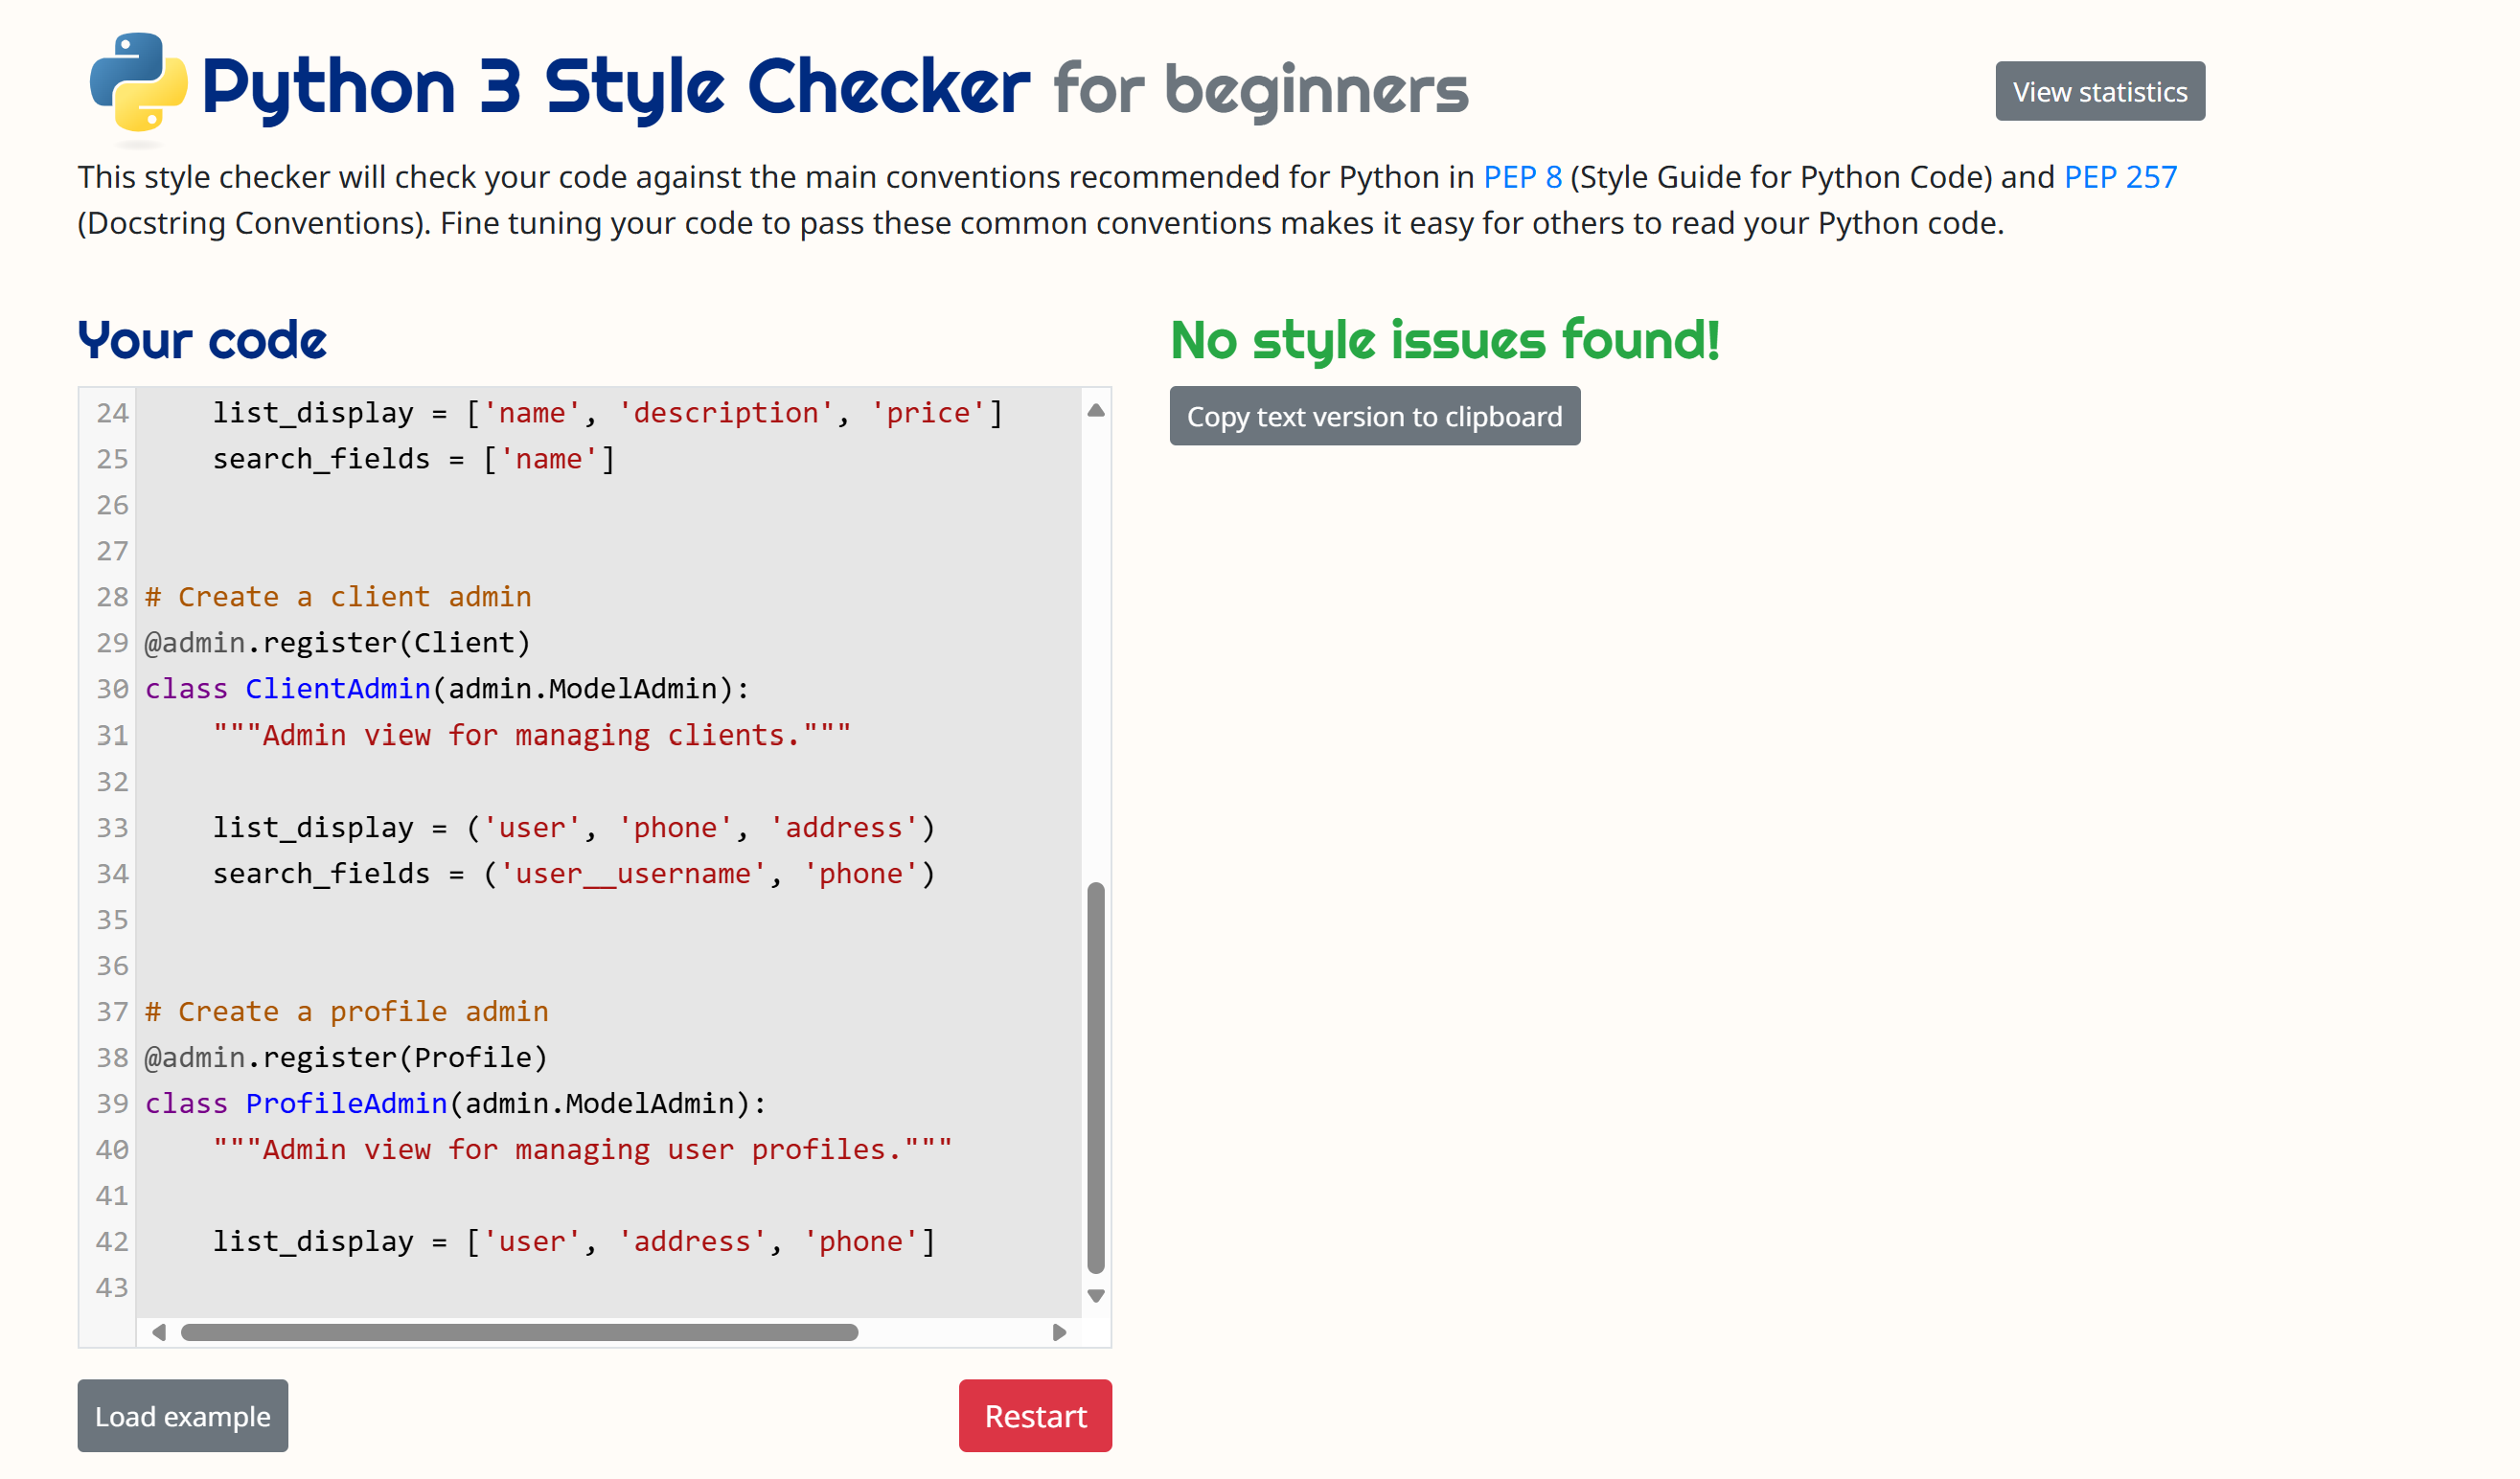 Python 3 Style Checker for beginners
View statistics
This style checker will check your code against the main conventions recommended for Python in PEP 8 (Style Guide for Python Code) and PEP 257
(Docstring Conventions). Fine tuning your code to pass these common conventions makes it easy for others to read your Python code.
Your code
24     list_display = ['name', 'description', 'price']
25     search_fields = ['name']
26
27
28 # Create a client admin
29 @admin.register(Client)
30 class ClientAdmin(admin.ModelAdmin):
31     """Admin view for managing clients."""
32
33     list_display = ('user', 'phone', 'address')
34     search_fields = ('user__username', 'phone')
35
36
37 # Create a profile admin
38 @admin.register(Profile)
39 class ProfileAdmin(admin.ModelAdmin):
40     """Admin view for managing user profiles."""
41
42     list_display = ['user', 'address', 'phone']
43
Load example
Restart
No style issues found!
Copy text version to clipboard